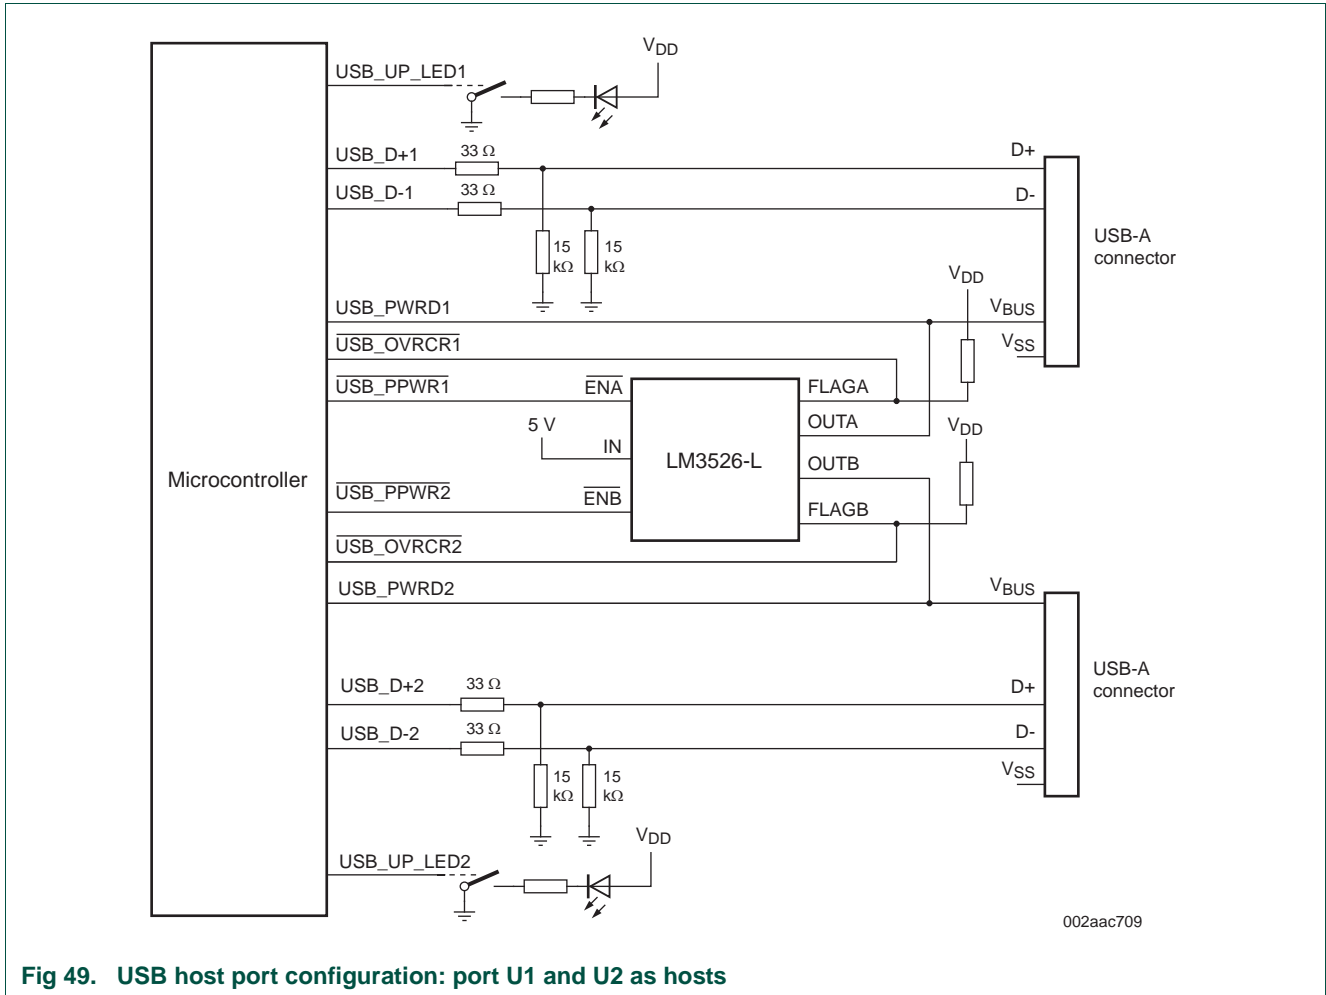 VDD
USB_UP_LED1
USB_D+1
33 Ω
D+
USB_D-1
33 Ω
D-
15 kΩ
15 kΩ
USB-A
connector
VDD
USB_PWRD1
VBUS
USB_OVRCR1
VSS
USB_PPWR1
ENA
FLAGA
5 V
OUTA
VDD
IN
LM3526-L
OUTB
Microcontroller
USB_PPWR2
ENB
FLAGB
USB_OVRCR2
USB_PWRD2
VBUS
USB-A
connector
USB_D+2
33 Ω
D+
USB_D-2
33 Ω
D-
VSS
15 kΩ
15 kΩ
VDD
USB_UP_LED2
002aac709
Fig 49. USB host port configuration: port U1 and U2 as hosts